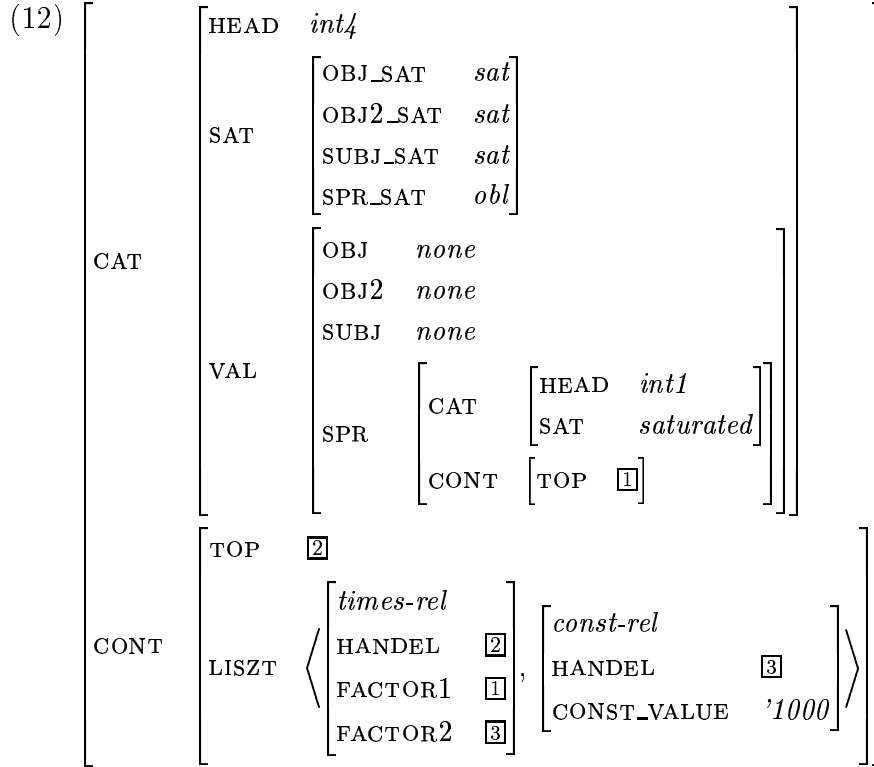 (12)
HEAD int4
OBJ_SAT sat
OBJ2_SAT sat
SAT
SUBJ_SAT sat
SPR_SAT obl
OBJ none
CAT
OBJ2 none
SUBJ none
VAL
HEAD int1
CAT
SAT saturated
SPR
CONT TOP 1
TOP 2
times-rel
const-rel
HANDEL 2
CONT
LISZT ⟨ , HANDEL 3 ⟩
FACTOR1 1
CONST_VALUE '1000
FACTOR2 3